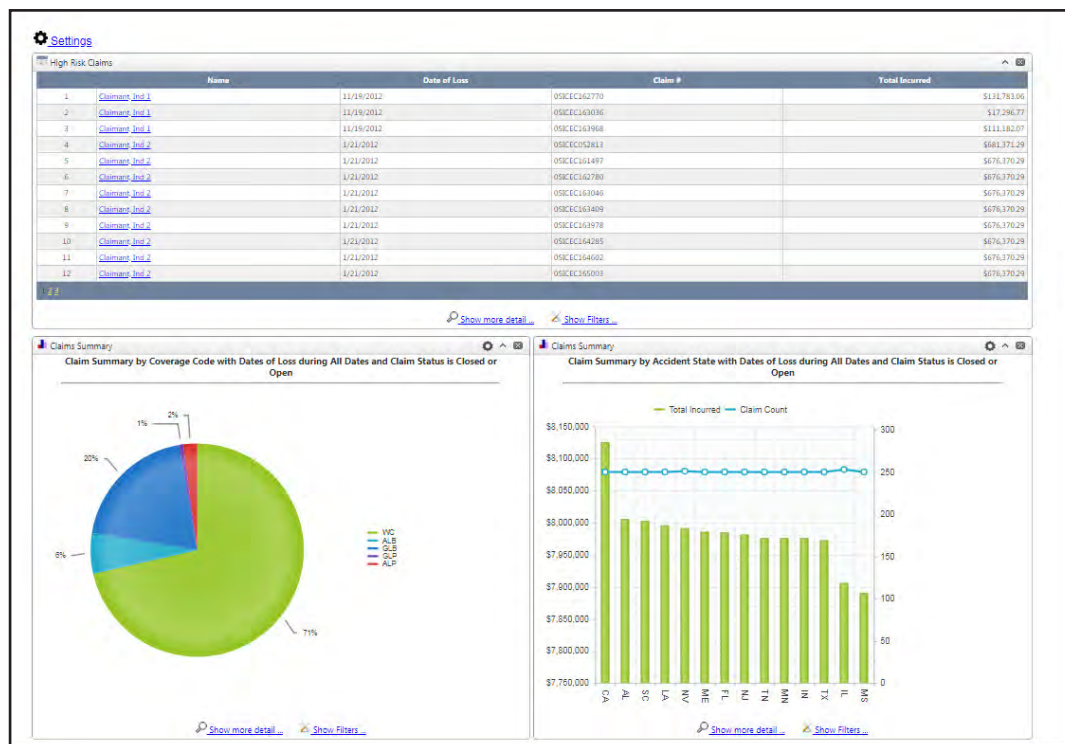 Settings
High Risk Claims
Name Date of Loss Claim # Total Incurred
1 Claimant, Ind 1 11/19/2012 05ICEC162770 $131,783.06
2 Claimant, Ind 1 11/19/2012 05ICEC163036 $17,296.77
3 Claimant, Ind 1 11/19/2012 05ICEC163968 $111,182.07
4 Claimant, Ind 2 1/21/2012 05ICEC052813 $681,371.29
5 Claimant, Ind 2 1/21/2012 05ICEC161497 $676,370.29
6 Claimant, Ind 2 1/21/2012 05ICEC162780 $676,370.29
7 Claimant, Ind 2 1/21/2012 05ICEC163046 $676,370.29
8 Claimant, Ind 2 1/21/2012 05ICEC163409 $676,370.29
9 Claimant, Ind 2 1/21/2012 05ICEC163978 $676,370.29
10 Claimant, Ind 2 1/21/2012 05ICEC164285 $676,370.29
11 Claimant, Ind 2 1/21/2012 05ICEC164602 $676,370.29
12 Claimant, Ind 2 1/21/2012 05ICEC165003 $676,370.29
1 2 3
Show more detail ... Show Filters ...
Claims Summary
Claim Summary by Coverage Code with Dates of Loss during All Dates and Claim Status is Closed or
Open
2%
1%
20%
6%
71%
WC
ALB
GLB
GLP
ALP
Show more detail ... Show Filters ...
Claims Summary
Claim Summary by Accident State with Dates of Loss during All Dates and Claim Status is Closed or
Open
Total Incurred Claim Count
$8,150,000 300
$8,100,000
$8,050,000 250
$8,000,000 200
$7,950,000 150
$7,900,000
$7,850,000 100
$7,800,000 50
$7,750,000 0
CA AL SC LA NV ME FL NJ TN MN IN TX IL MS
Show more detail ... Show Filters ...